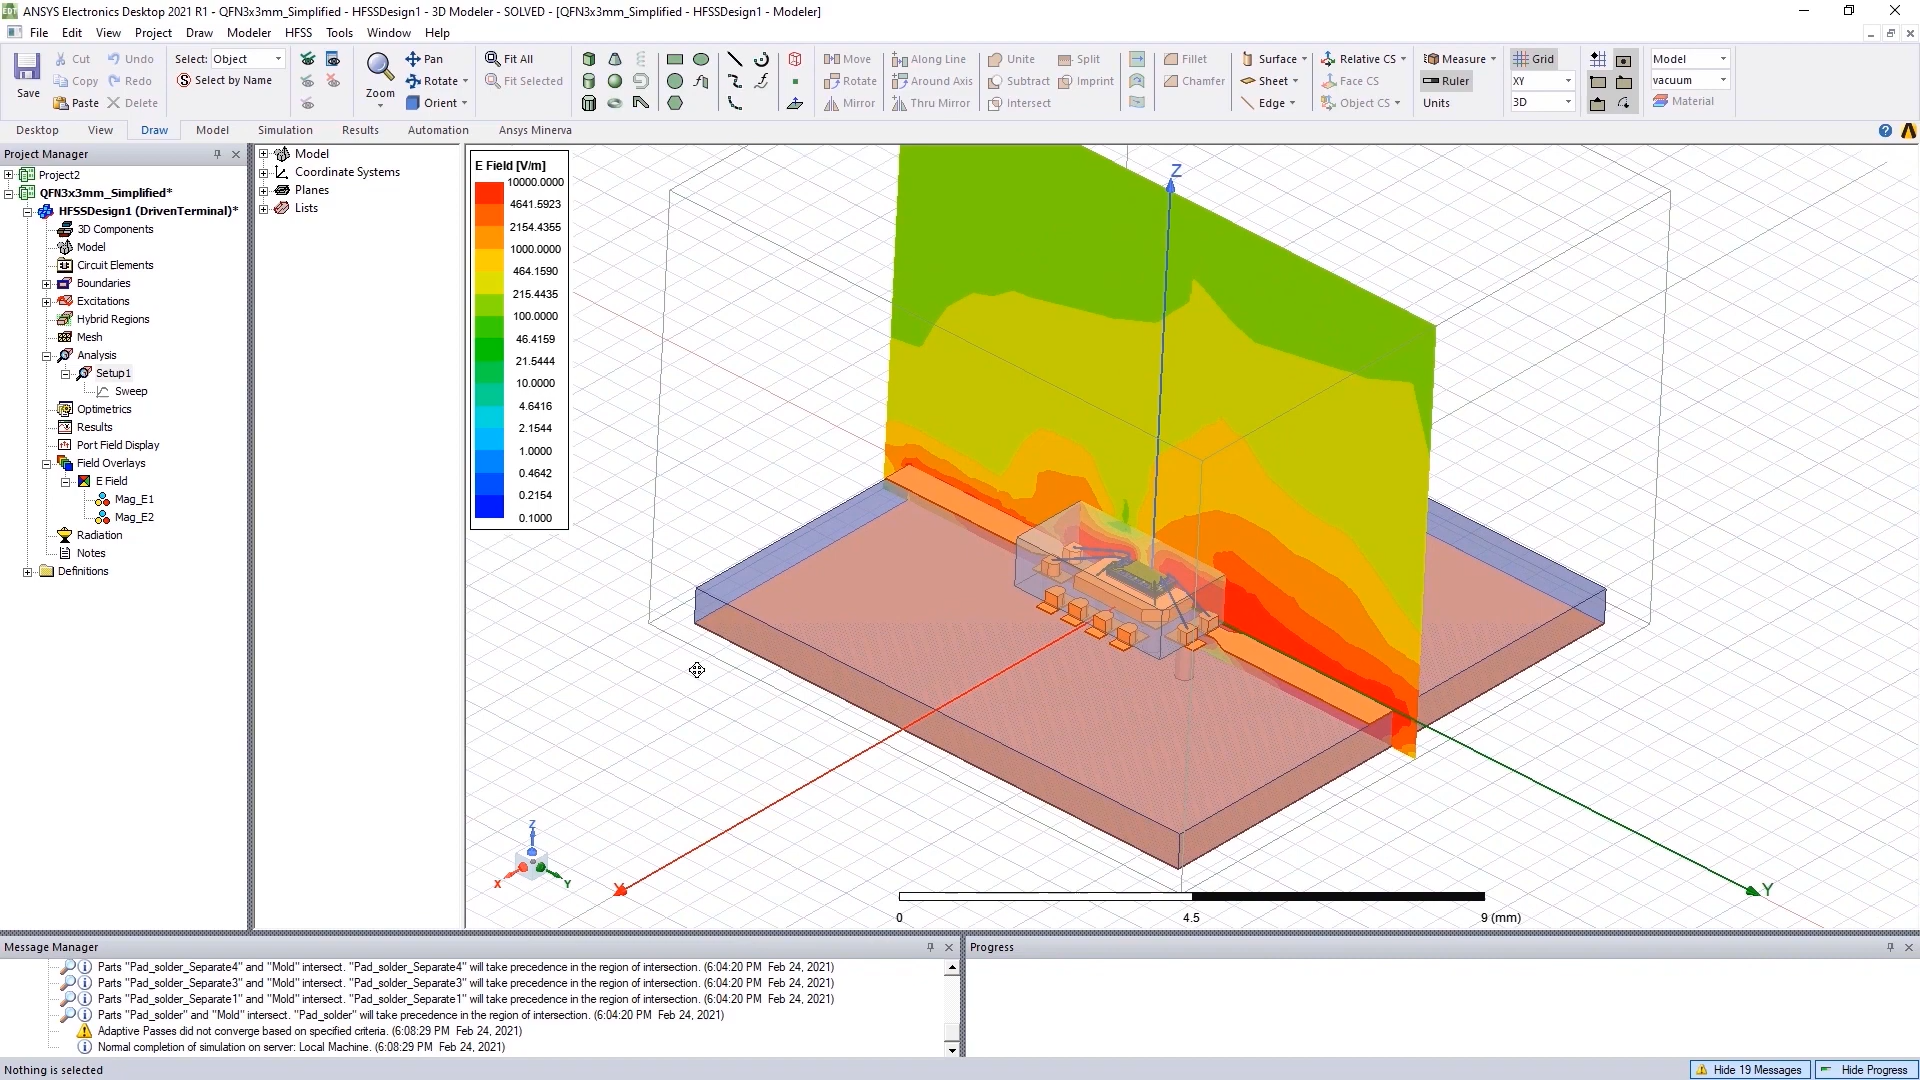 ANSYS Electronics Desktop 2021 R1 - QFN3x3mm_Simplified - HFSSDesign1 - 3D Modeler - SOLVED - [QFN3x3mm_Simplified - HFSSDesign1 - Modeler]
File Edit View Project Draw Modeler HFSS Tools Window Help
Save
Cut Undo
Copy Redo
Paste Delete
Select: Object
Select by Name
Zoom
Pan
Rotate
Orient
Fit All
Fit Selected
Move Along Line
Rotate Around Axis
Mirror Thru Mirror
Unite Split
Subtract Imprint
Intersect
Fillet
Chamfer
Surface
Sheet
Edge
Relative CS
Face CS
Object CS
Measure
Ruler
Units
Grid
XY
3D
Model
vacuum
Material
Desktop View Draw Model Simulation Results Automation Ansys Minerva
Project Manager
Project2
QFN3x3mm_Simplified*
HFSSDesign1 (DrivenTerminal)*
3D Components
Model
Circuit Elements
Boundaries
Excitations
Hybrid Regions
Mesh
Analysis
Setup1
Sweep
Optimetrics
Results
Port Field Display
Field Overlays
E Field
Mag_E1
Mag_E2
Radiation
Notes
Definitions
Model
Coordinate Systems
Planes
Lists
E Field [V/m]
10000.0000
4641.5923
2154.4355
1000.0000
464.1590
215.4435
100.0000
46.4159
21.5444
10.0000
4.6416
2.1544
1.0000
0.4642
0.2154
0.1000
Z
X
Y
Z
X
Y
0 4.5 9 (mm)
Message Manager
Parts "Pad_solder_Separate4" and "Mold" intersect. "Pad_solder_Separate4" will take precedence in the region of intersection. (6:04:20 PM Feb 24, 2021)
Parts "Pad_solder_Separate3" and "Mold" intersect. "Pad_solder_Separate3" will take precedence in the region of intersection. (6:04:20 PM Feb 24, 2021)
Parts "Pad_solder_Separate1" and "Mold" intersect. "Pad_solder_Separate1" will take precedence in the region of intersection. (6:04:20 PM Feb 24, 2021)
Parts "Pad_solder" and "Mold" intersect. "Pad_solder" will take precedence in the region of intersection. (6:04:20 PM Feb 24, 2021)
Adaptive Passes did not converge based on specified criteria. (6:08:29 PM Feb 24, 2021)
Normal completion of simulation on server: Local Machine. (6:08:29 PM Feb 24, 2021)
Progress
Nothing is selected
Hide 19 Messages
Hide Progress